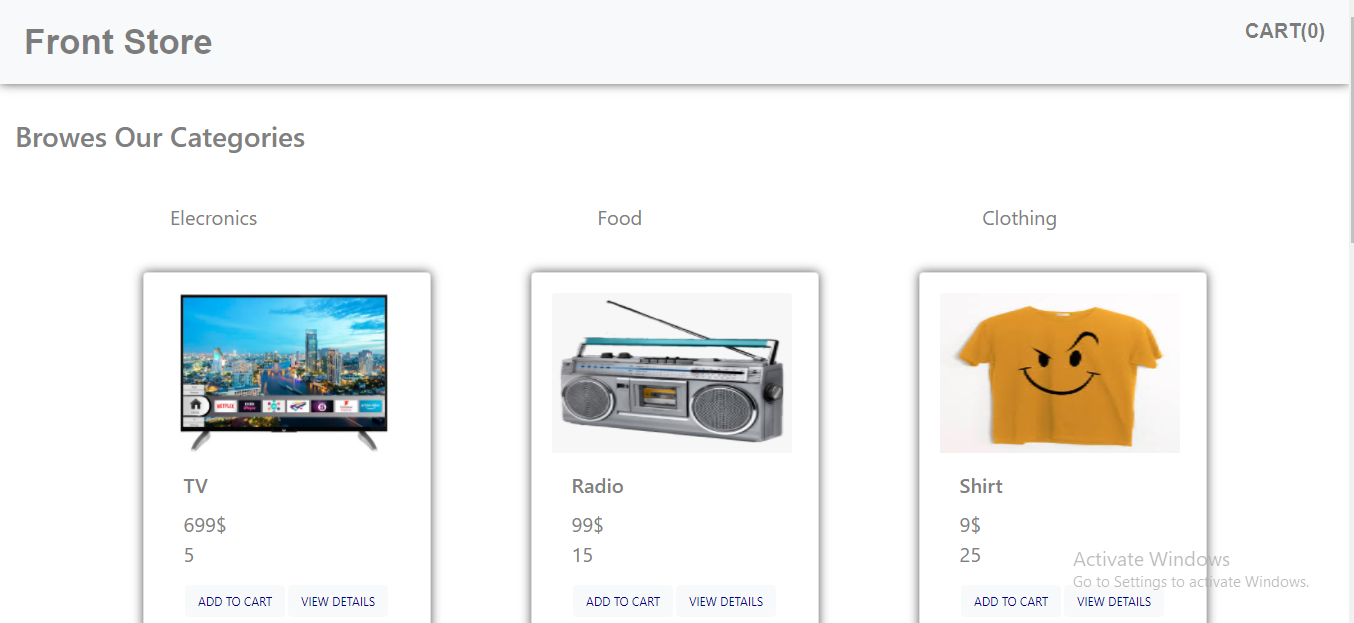 Front Store
CART(0)
Browes Our Categories
Elecronics
Food
Clothing
NETFLIX
TV
699$
5
ADD TO CART
VIEW DETAILS
Radio
99$
15
ADD TO CART
VIEW DETAILS
Shirt
9$
25
ADD TO CART
VIEW DETAILS
Activate Windows
Go to Settings to activate Windows.